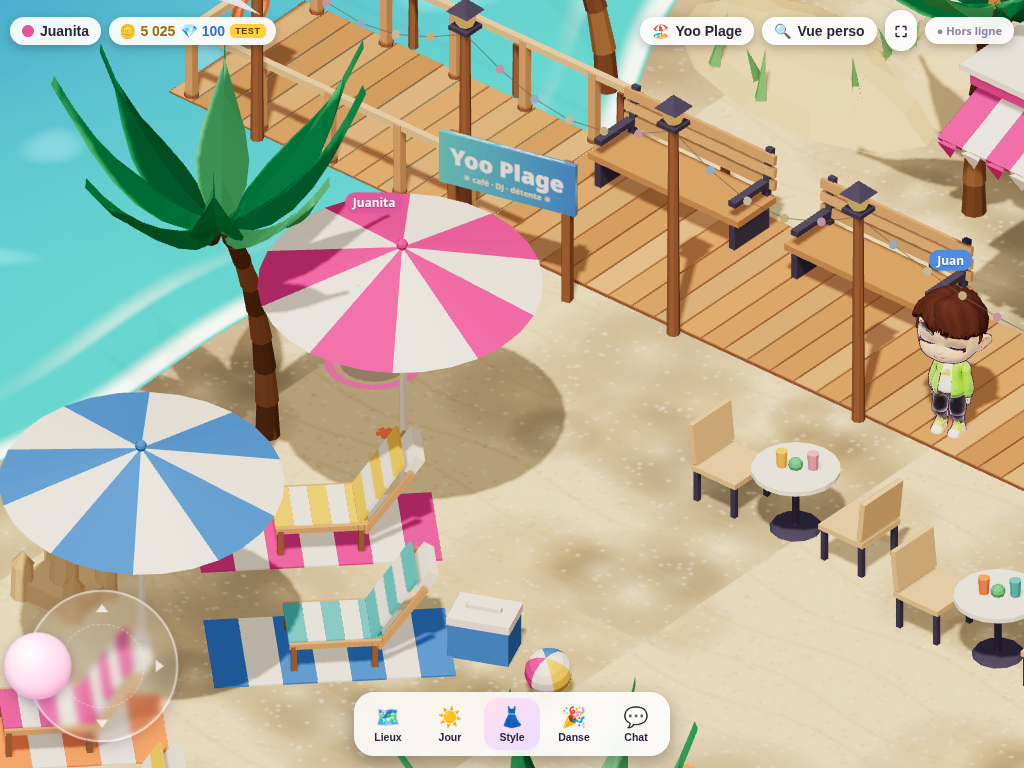 Juanita
5 025
100
TEST
Yoo Plage
Vue perso
Hors ligne
Yoo Plage
café · DJ · détente
Juanita
Juan
Lieux
Jour
Style
Danse
Chat